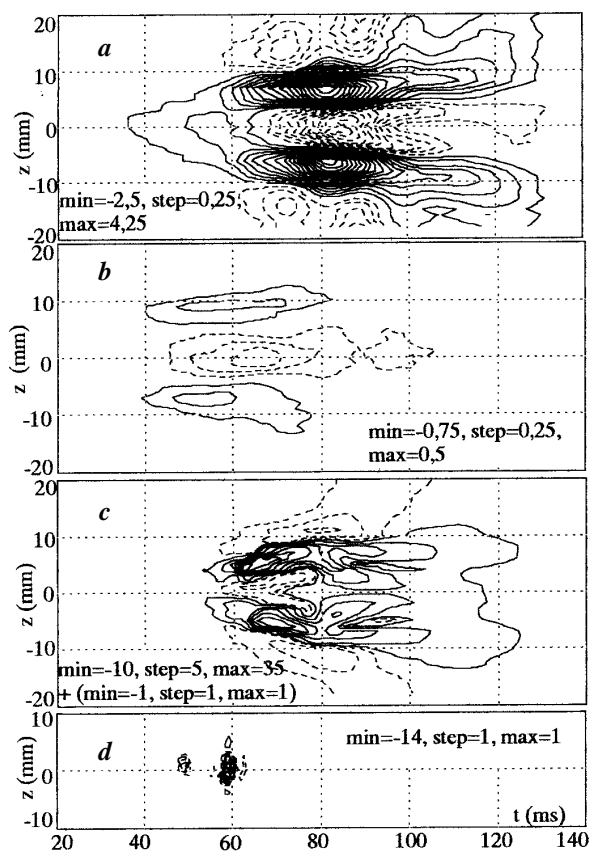 20
a
10
z (mm)
0
-10
min=-2,5, step=0,25,
max=4,25
-20
20
b
10
z (mm)
0
-10
min=-0,75, step=0,25,
max=0,5
-20
20
c
10
z (mm)
0
-10
min=-10, step=5, max=35
+ (min=-1, step=1, max=1)
-20
10
d
min=-14, step=1, max=1
z (mm)
0
-10
t (ms)
20 40 60 80 100 120 140